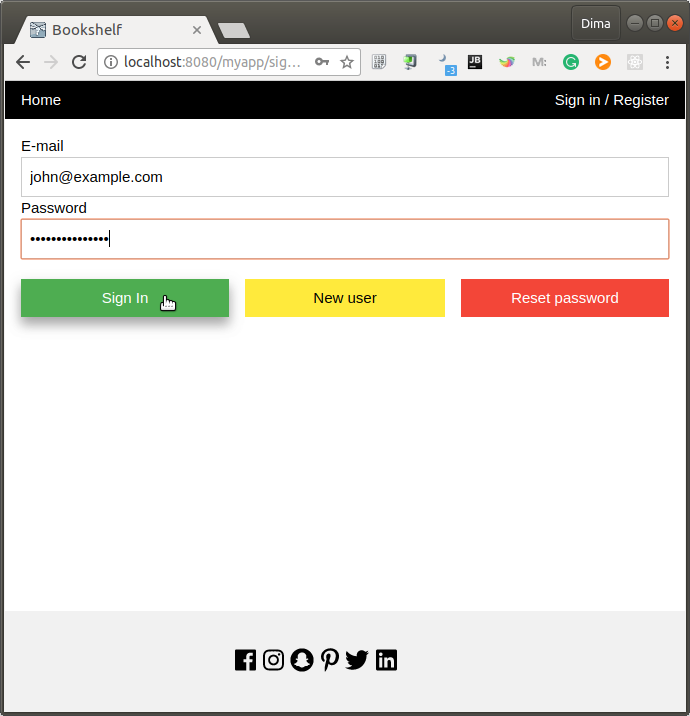 Bookshelf
Dima
localhost:8080/myapp/sig...
-3
JB
M:
Home
Sign in / Register
E-mail
john@example.com
Password
•••••••••••••••
Sign In
New user
Reset password